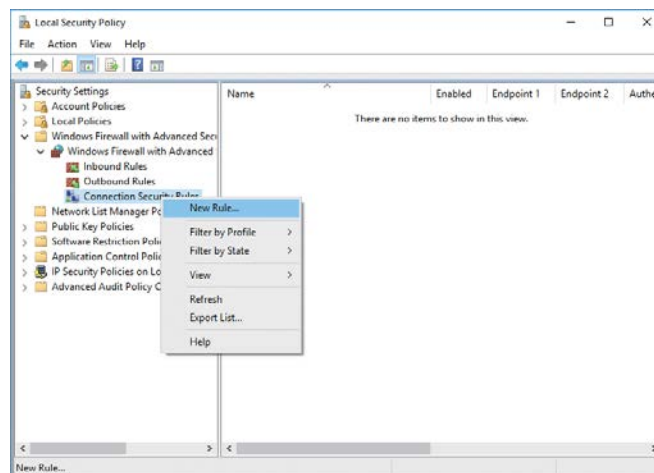 Local Security Policy
File Action View Help
Security Settings
Account Policies
Local Policies
Windows Firewall with Advanced Secu
Windows Firewall with Advanced
Inbound Rules
Outbound Rules
Connection Security Rules
Network List Manager Po
Public Key Policies
Software Restriction Poli
Application Control Polic
IP Security Policies on Lo
Advanced Audit Policy C
Name Enabled Endpoint 1 Endpoint 2 Authe
There are no items to show in this view.
New Rule...
Filter by Profile
Filter by State
View
Refresh
Export List...
Help
New Rule...